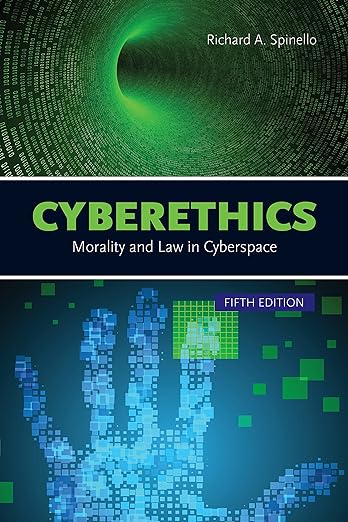 Richard A. Spinello
CYBERETHICS
Morality and Law in Cyberspace
FIFTH EDITION